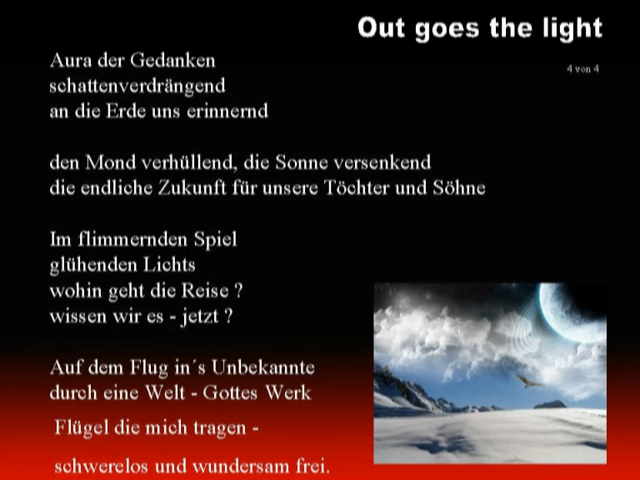 Out goes the light
4 von 4
Aura der Gedanken
schattenverdrängend
an die Erde uns erinnernd
den Mond verhüllend, die Sonne versenkend
die endliche Zukunft für unsere Töchter und Söhne
Im flimmernden Spiel
glühenden Lichts
wohin geht die Reise ?
wissen wir es - jetzt ?
Auf dem Flug in´s Unbekannte
durch eine Welt - Gottes Werk
Flügel die mich tragen -
schwerelos und wundersam frei.